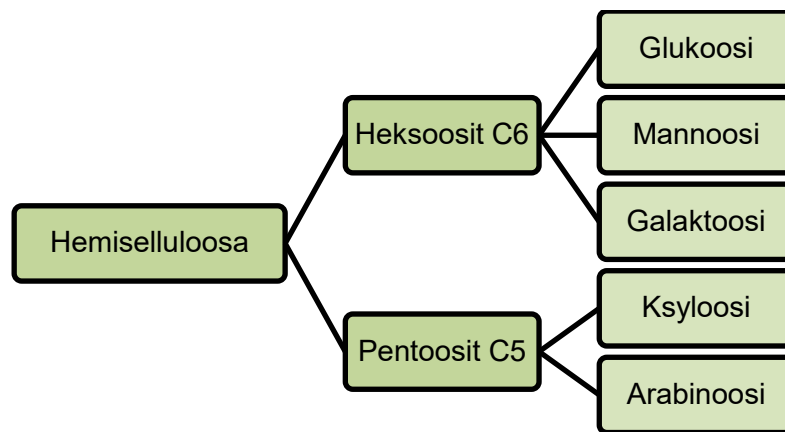 Hemiselluloosa
Heksoosit C6
Glukoosi
Mannoosi
Galaktoosi
Pentoosit C5
Ksyloosi
Arabinoosi